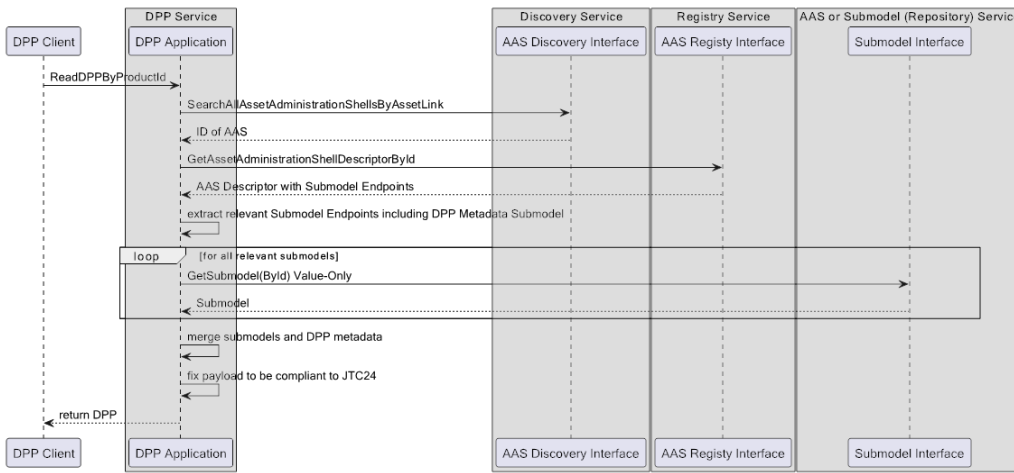 DPP Service
Discovery Service
Registry Service
AAS or Submodel (Repository) Servic
DPP Client
DPP Application
AAS Discovery Interface
AAS Registy Interface
Submodel Interface
ReadDPPByProductId
SearchAllAssetAdministrationShellsByAssetLink
ID of AAS
GetAssetAdministrationShellDescriptorById
AAS Descriptor with Submodel Endpoints
extract relevant Submodel Endpoints including DPP Metadata Submodel
loop
[for all relevant submodels]
GetSubmodel(ById) Value-Only
Submodel
merge submodels and DPP metadata
fix payload to be compliant to JTC24
return DPP
DPP Client
DPP Application
AAS Discovery Interface
AAS Registy Interface
Submodel Interface